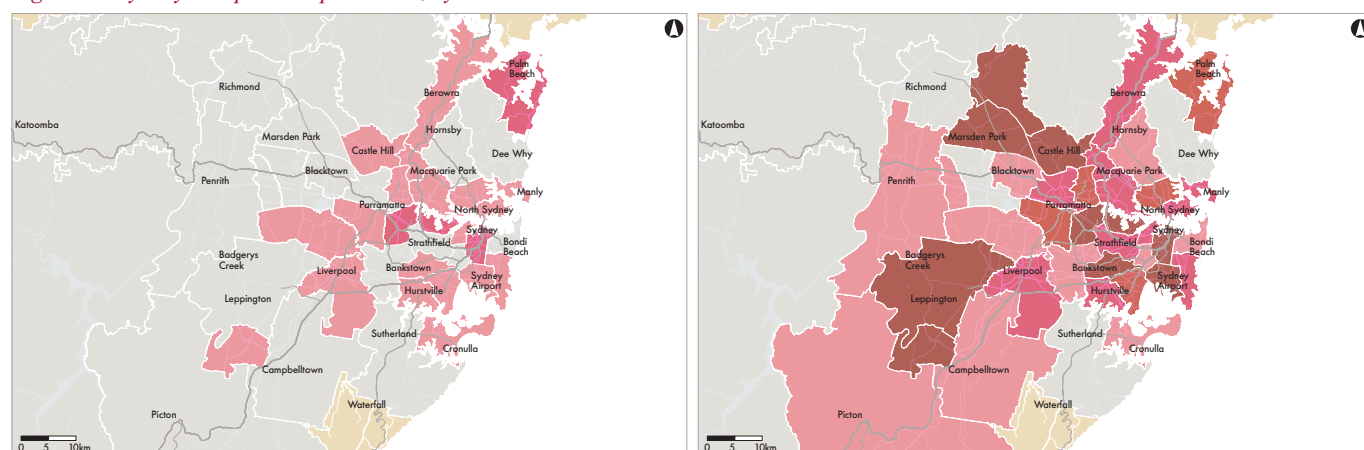 Palm
Beach
Richmond
Berowra
Katoomba
Marsden Park
Hornsby
Castle Hill
Dee Why
Blacktown
Macquarie Park
Penrith
Manly
Parramatta
North Sydney
Sydney
Strathfield
Bondi
Beach
Badgerys
Creek
Liverpool
Bankstown
Sydney
Airport
Leppington
Hurstville
Sutherland
Cronulla
Campbelltown
Waterfall
Picton
0 5 10km
Palm
Beach
Richmond
Berowra
Katoomba
Marsden Park
Hornsby
Castle Hill
Dee Why
Blacktown
Macquarie Park
Penrith
Manly
Parramatta
North Sydney
Sydney
Strathfield
Bondi
Beach
Badgerys
Creek
Liverpool
Bankstown
Sydney
Airport
Leppington
Hurstville
Sutherland
Cronulla
Campbelltown
Waterfall
Picton
0 5 10km